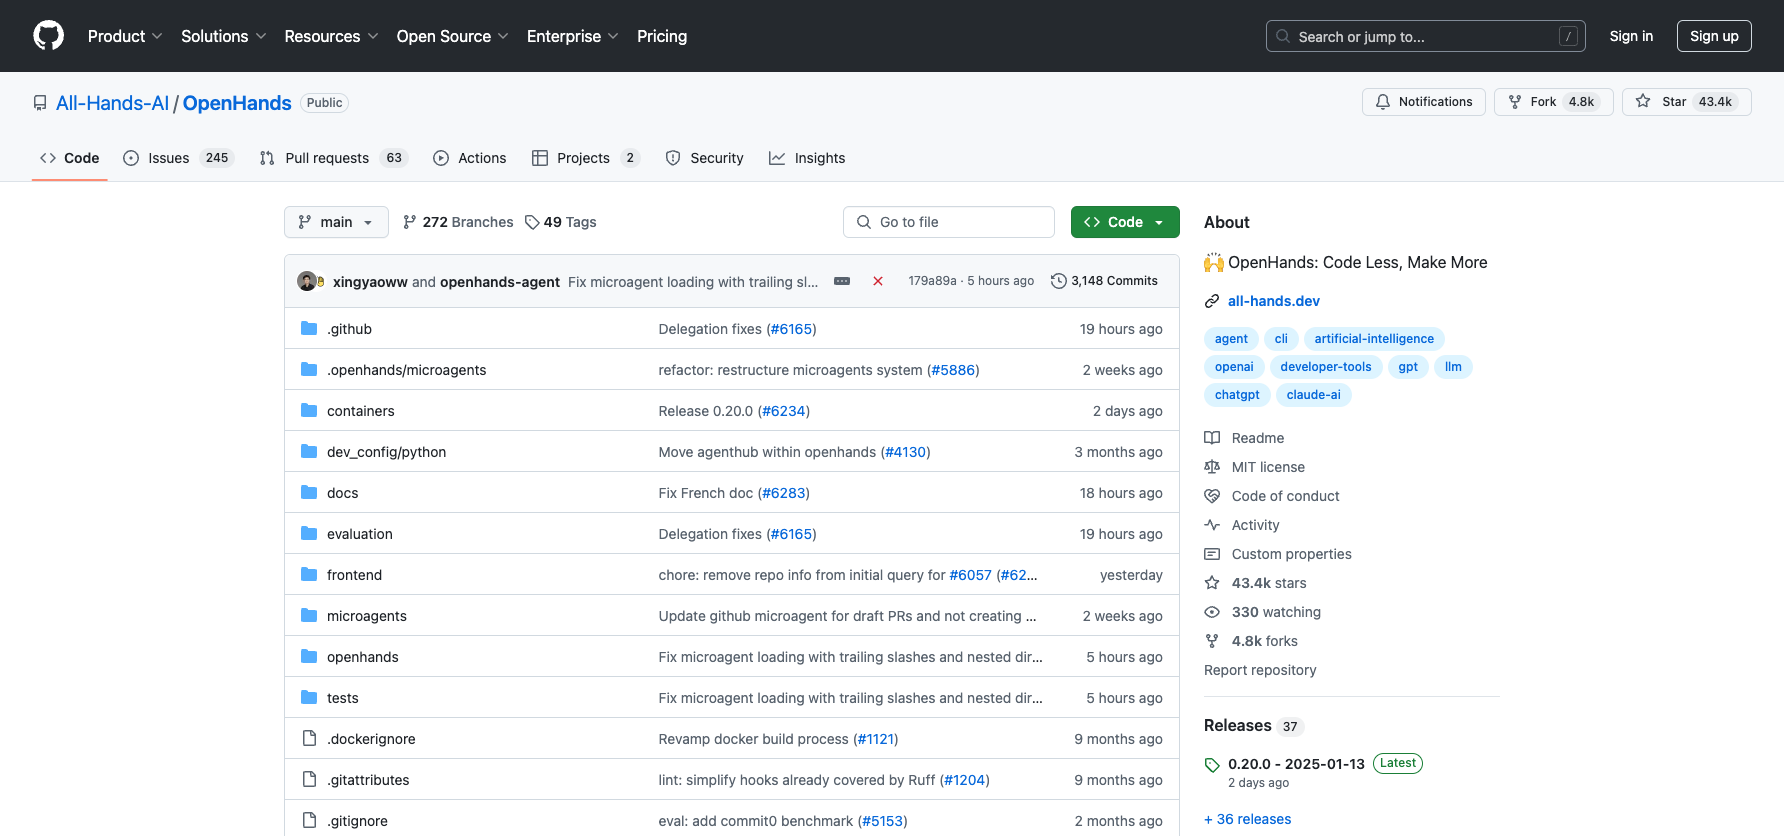 Product Solutions Resources Open Source Enterprise Pricing Search or jump to... / Sign in Sign up
All-Hands-AI / OpenHands Public Notifications Fork 4.8k Star 43.4k
Code Issues 245 Pull requests 63 Actions Projects 2 Security Insights
main 272 Branches 49 Tags Go to file Code
xingyaoww and openhands-agent Fix microagent loading with trailing sl... 179a89a · 5 hours ago 3,148 Commits
.github Delegation fixes (#6165) 19 hours ago
.openhands/microagents refactor: restructure microagents system (#5886) 2 weeks ago
containers Release 0.20.0 (#6234) 2 days ago
dev_config/python Move agenthub within openhands (#4130) 3 months ago
docs Fix French doc (#6283) 18 hours ago
evaluation Delegation fixes (#6165) 19 hours ago
frontend chore: remove repo info from initial query for #6057 (#62... yesterday
microagents Update github microagent for draft PRs and not creating ... 2 weeks ago
openhands Fix microagent loading with trailing slashes and nested dir... 5 hours ago
tests Fix microagent loading with trailing slashes and nested dir... 5 hours ago
.dockerignore Revamp docker build process (#1121) 9 months ago
.gitattributes lint: simplify hooks already covered by Ruff (#1204) 9 months ago
.gitignore eval: add commit0 benchmark (#5153) 2 months ago
About
🙌 OpenHands: Code Less, Make More
all-hands.dev
agent cli artificial-intelligence
openai developer-tools gpt llm
chatgpt claude-ai
Readme
MIT license
Code of conduct
Activity
Custom properties
43.4k stars
330 watching
4.8k forks
Report repository
Releases 37
0.20.0 - 2025-01-13 Latest
2 days ago
+ 36 releases